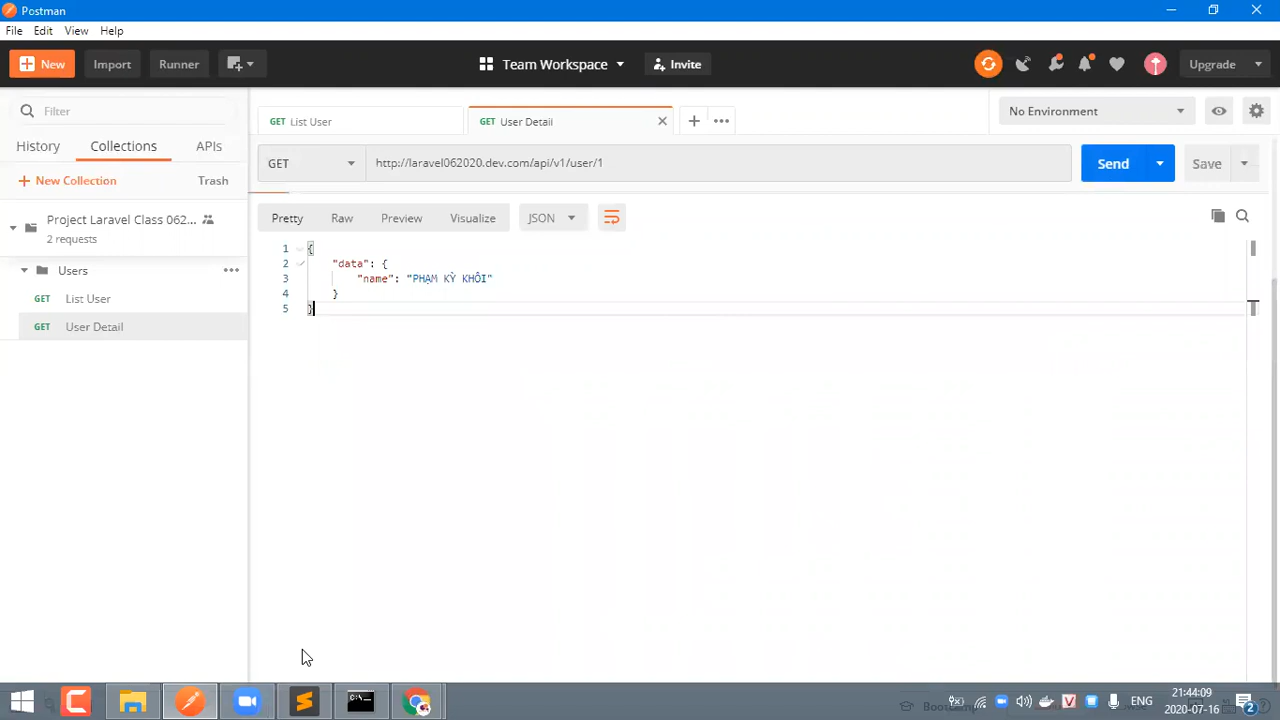 Postman
File Edit View Help
New Import Runner Team Workspace Invite Upgrade
Filter
GET List User GET User Detail No Environment
History Collections APIs
GET http://laravel062020.dev.com/api/v1/user/1 Send Save
New Collection Trash
Project Laravel Class 062...
2 requests
Pretty Raw Preview Visualize JSON
Users
GET List User
GET User Detail
1 {
2 "data": {
3 "name": "PHẠM KỲ KHÔI"
4 }
5 }
ENG
21:44:09
2020-07-16
2